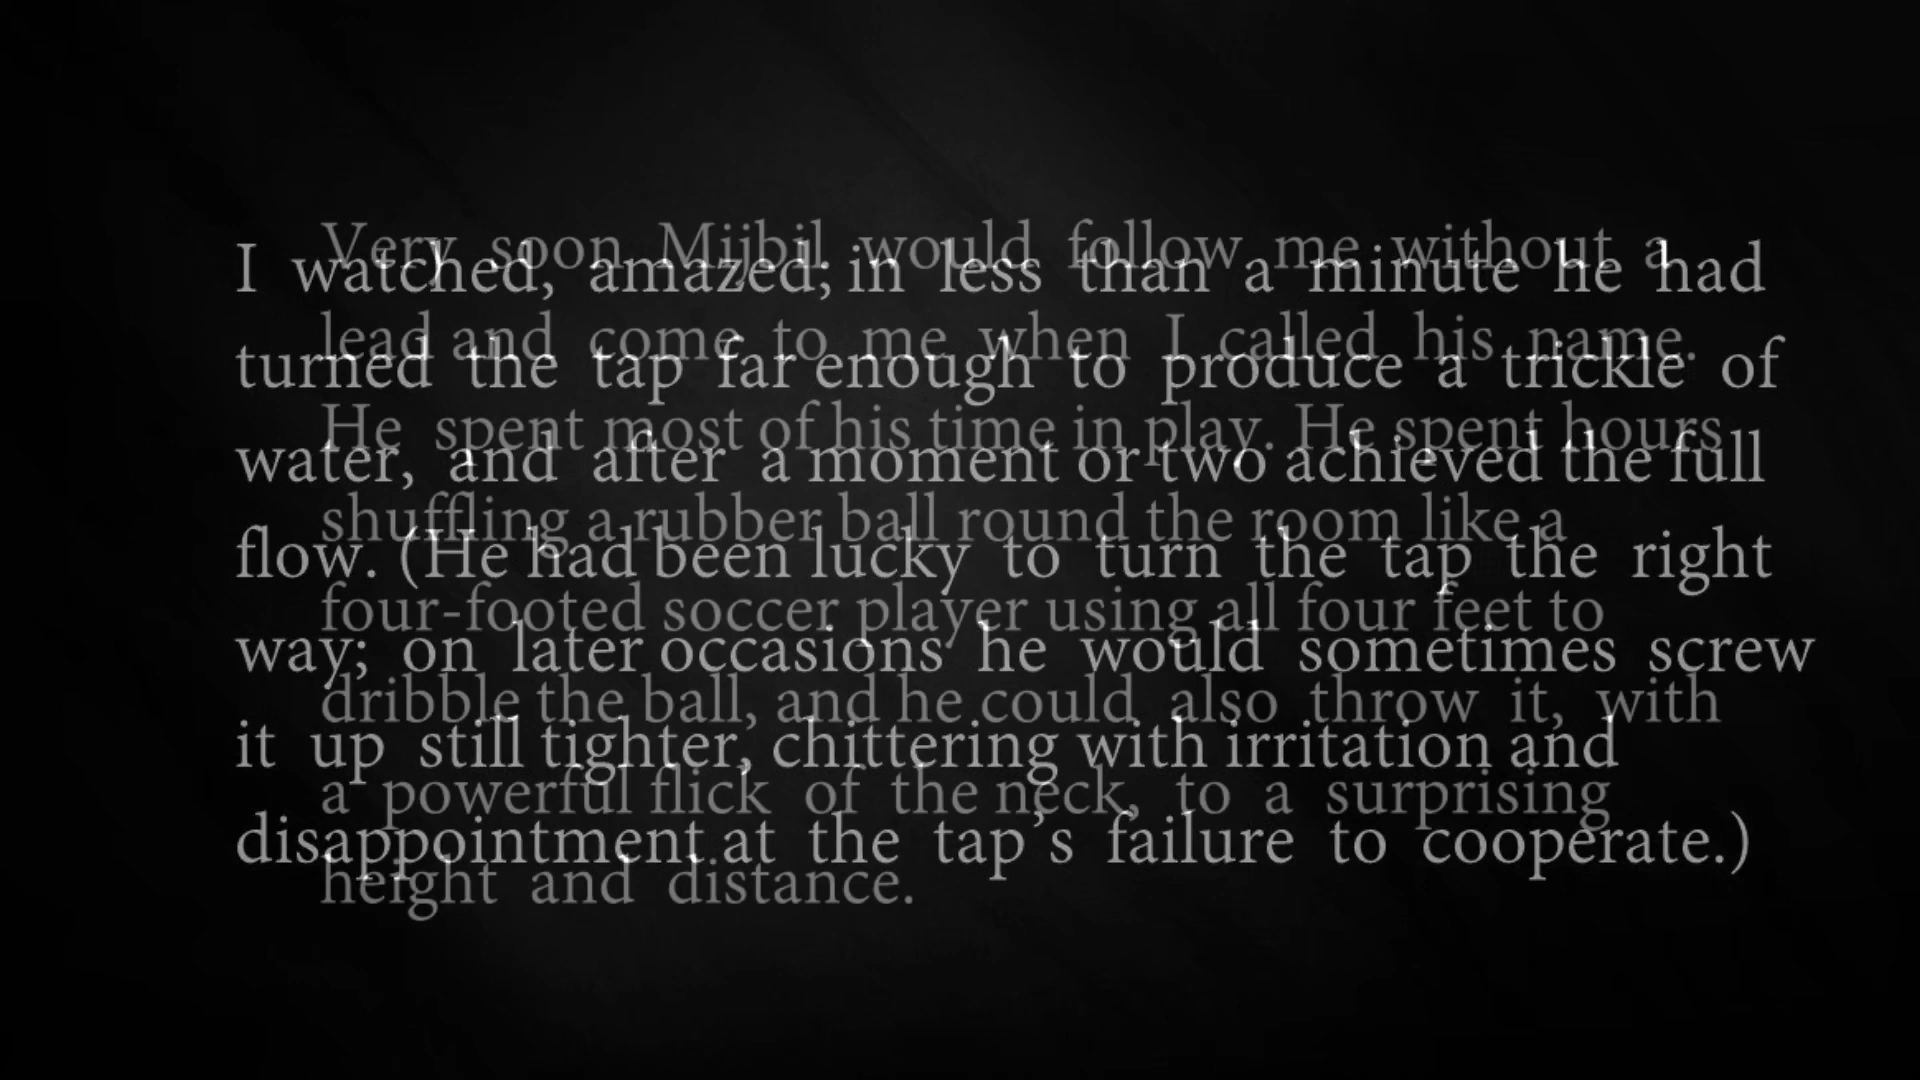 I watched, amazed; in less than a minute he had
turned the tap far enough to produce a trickle of
water, and after a moment or two achieved the full
flow. (He had been lucky to turn the tap the right
way; on later occasions he would sometimes screw
it up still tighter, chittering with irritation and
disappointment at the tap's failure to cooperate.)
Very soon Mijbil would follow me without a
lead and come to me when I called his name.
He spent most of his time in play. He spent hours
shuffling a rubber ball round the room like a
four-footed soccer player using all four feet to
dribble the ball, and he could also throw it, with
a powerful flick of the neck, to a surprising
height and distance.